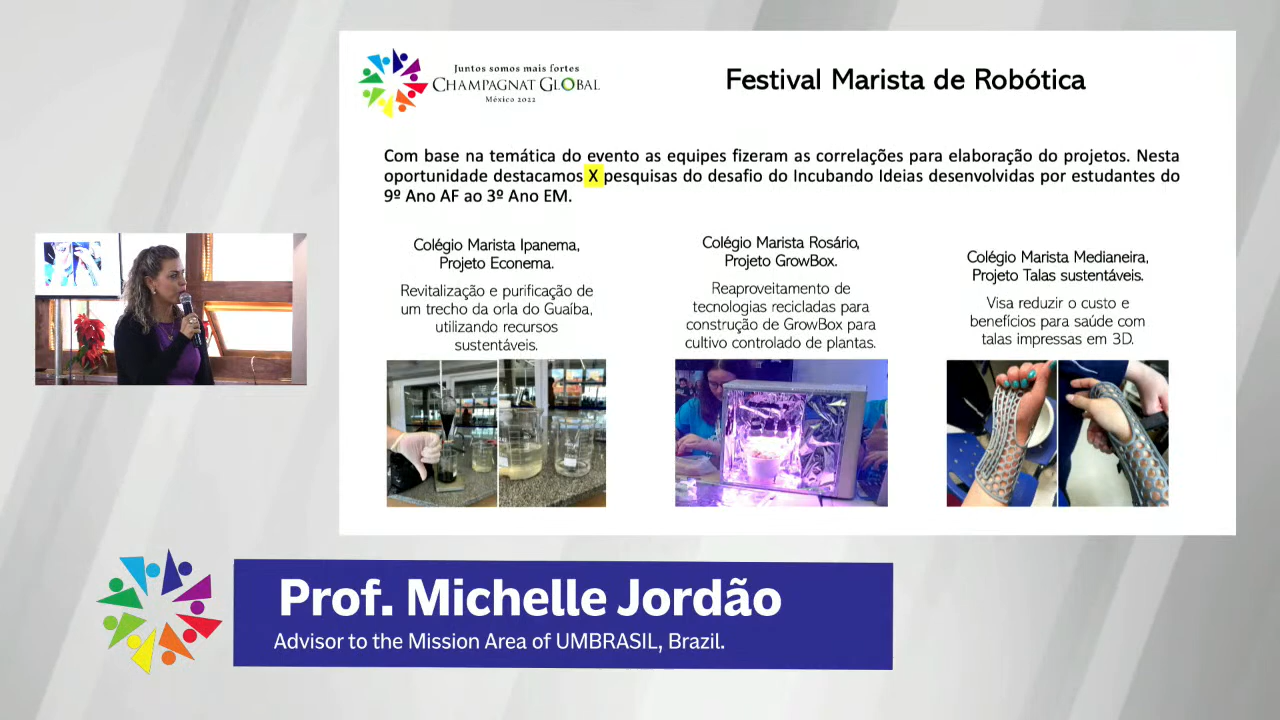 Juntos somos mais fortes
CHAMPAGNAT GLOBAL
México 2022
Festival Marista de Robótica
Com base na temática do evento as equipes fizeram as correlações para elaboração do projetos. Nesta
oportunidade destacamos X pesquisas do desafio do Incubando Ideias desenvolvidas por estudantes do
9º Ano AF ao 3º Ano EM.
Colégio Marista Ipanema,
Projeto Econema.
Revitalização e purificação de
um trecho da orla do Guaíba,
utilizando recursos
sustentáveis.
Colégio Marista Rosário,
Projeto GrowBox.
Reaproveitamento de
tecnologias recicladas para
construção de GrowBox para
cultivo controlado de plantas.
Colégio Marista Medianeira,
Projeto Talas sustentáveis.
Visa reduzir o custo e
benefícios para saúde com
talas impressas em 3D.
Prof. Michelle Jordão
Advisor to the Mission Area of UMBRASIL, Brazil.